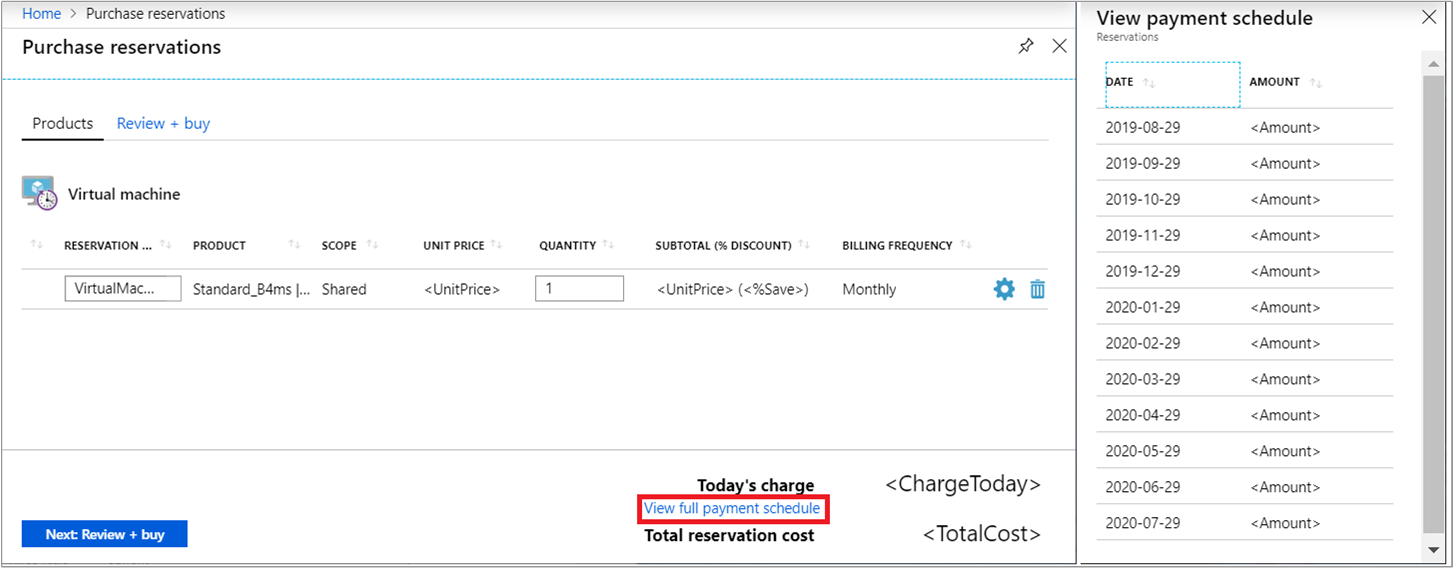 Home > Purchase reservations
Purchase reservations
Products Review + buy
Virtual machine
RESERVATION ... PRODUCT SCOPE UNIT PRICE QUANTITY SUBTOTAL (% DISCOUNT) BILLING FREQUENCY
VirtualMac... Standard_B4ms |... Shared <UnitPrice> 1 <UnitPrice> (<%Save>) Monthly
Today's charge <ChargeToday>
View full payment schedule
Next: Review + buy Total reservation cost <TotalCost>
View payment schedule
Reservations
DATE AMOUNT
2019-08-29 <Amount>
2019-09-29 <Amount>
2019-10-29 <Amount>
2019-11-29 <Amount>
2019-12-29 <Amount>
2020-01-29 <Amount>
2020-02-29 <Amount>
2020-03-29 <Amount>
2020-04-29 <Amount>
2020-05-29 <Amount>
2020-06-29 <Amount>
2020-07-29 <Amount>